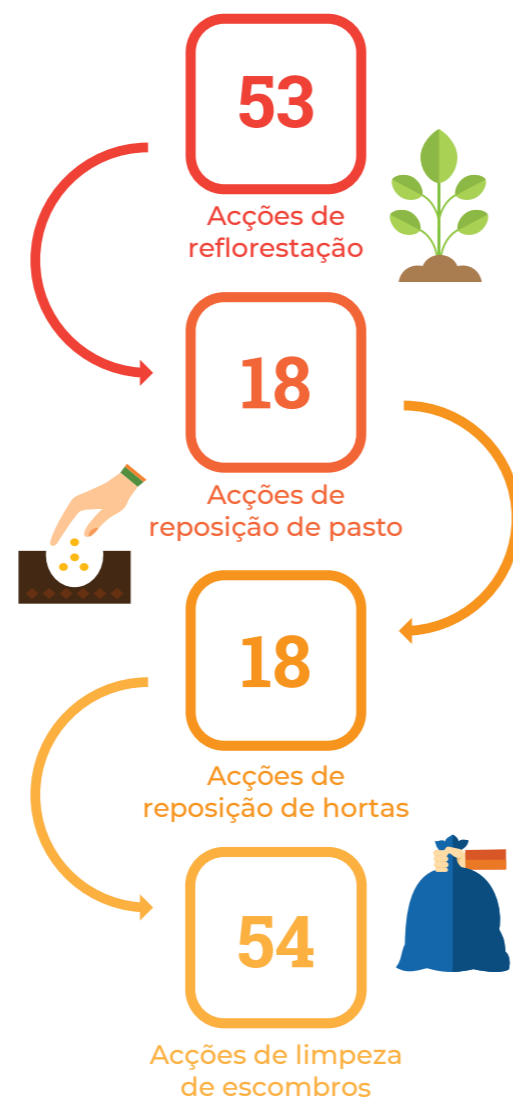 53
Acções de
reflorestação
18
Acções de
reposição de pasto
18
Acções de
reposição de hortas
54
Acções de limpeza
de escombros